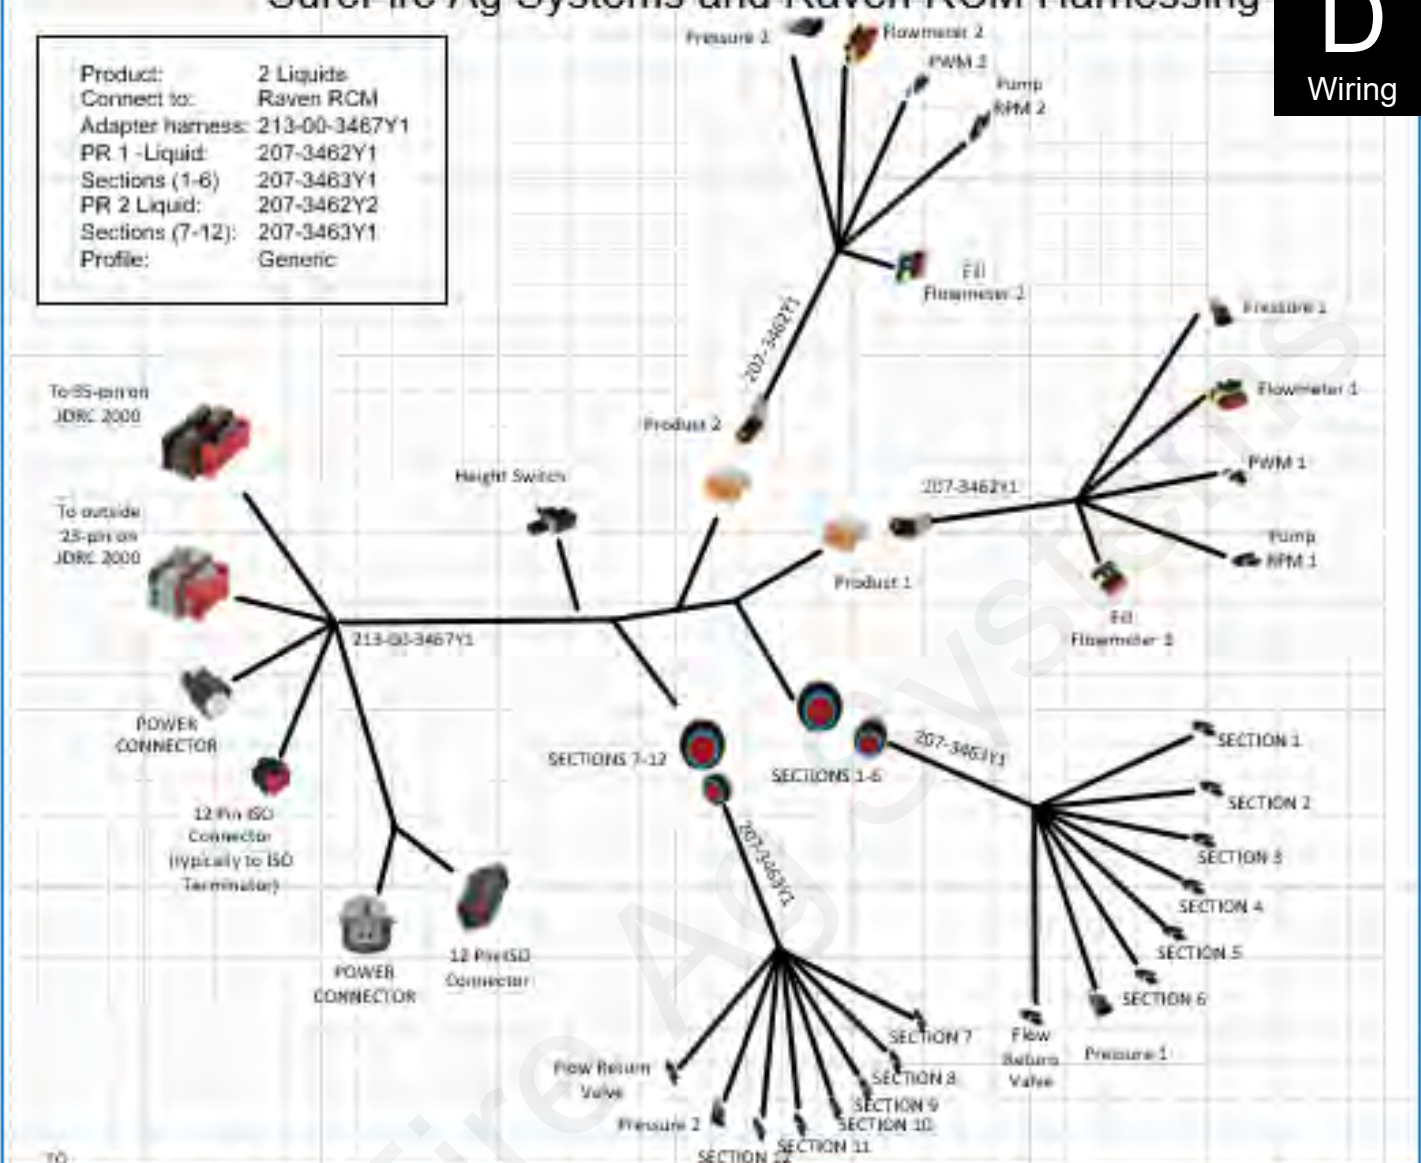 SureFire Ag Systems and Raven RCM Harnessing
D
Wiring
Product: 2 Liquids
Connect to: Raven RCM
Adapter harness: 213-00-3467Y1
PR 1 -Liquid: 207-3462Y1
Sections (1-6) 207-3463Y1
PR 2 Liquid: 207-3462Y2
Sections (7-12): 207-3463Y1
Profile: Generic
Pressure 2
Flowmeter 2
PWM 2
Pump
RPM 2
Fill
Flowmeter 2
207-3462Y1
Product 2
Pressure 1
Flowmeter 1
PWM 1
Pump
RPM 1
Fill
Flowmeter 1
207-3462Y1
Product 1
To 35-pin on
JDRC 2000
To outside
23-pin on
JDRC 2000
Height Switch
213-00-3467Y1
POWER
CONNECTOR
12 Pin ISO
Connector
(typically to ISO
Terminator)
POWER
CONNECTOR
12 Pin ISO
Connector
SECTIONS 7-12
SECTIONS 1-6
207-3463Y1
SECTION 1
SECTION 2
SECTION 3
SECTION 4
SECTION 5
SECTION 6
Pressure 1
Flow
Return
Valve
207-3463Y1
SECTION 7
SECTION 8
SECTION 9
SECTION 10
SECTION 11
SECTION 12
Pressure 2
Flow Return
Valve
TO
Fire Ag Systems